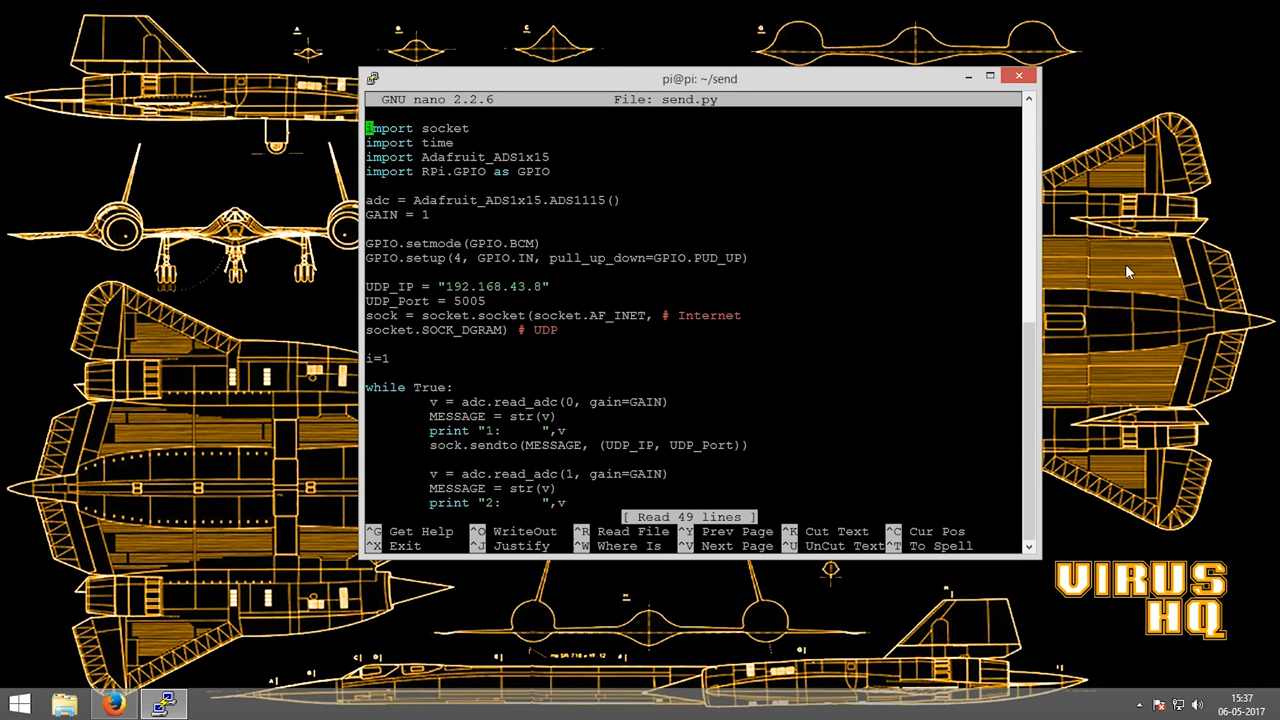 pi@pi: ~/send
GNU nano 2.2.6 File: send.py
import socket
import time
import Adafruit_ADS1x15
import RPi.GPIO as GPIO
adc = Adafruit_ADS1x15.ADS1115()
GAIN = 1
GPIO.setmode(GPIO.BCM)
GPIO.setup(4, GPIO.IN, pull_up_down=GPIO.PUD_UP)
UDP_IP = "192.168.43.8"
UDP_Port = 5005
sock = socket.socket(socket.AF_INET, # Internet
socket.SOCK_DGRAM) # UDP
i=1
while True:
v = adc.read_adc(0, gain=GAIN)
MESSAGE = str(v)
print "1:     ",v
sock.sendto(MESSAGE, (UDP_IP, UDP_Port))
v = adc.read_adc(1, gain=GAIN)
MESSAGE = str(v)
print "2:     ",v
[ Read 49 lines ]
^G Get Help ^O WriteOut ^R Read File ^Y Prev Page ^K Cut Text ^C Cur Pos
^X Exit ^J Justify ^W Where Is ^V Next Page ^U UnCut Text ^T To Spell
VIRUS
HQ
15:37
06-05-2017